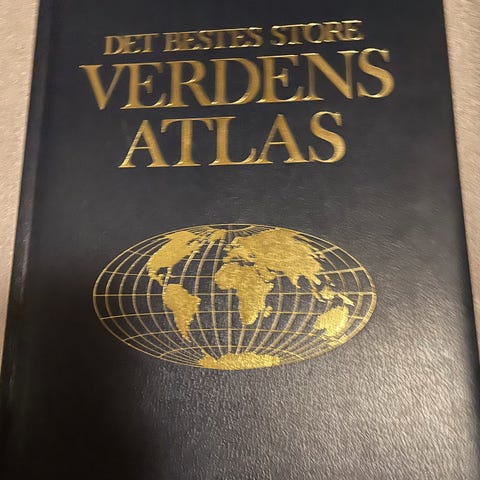 DET BESTES STORE
VERDENS
ATLAS